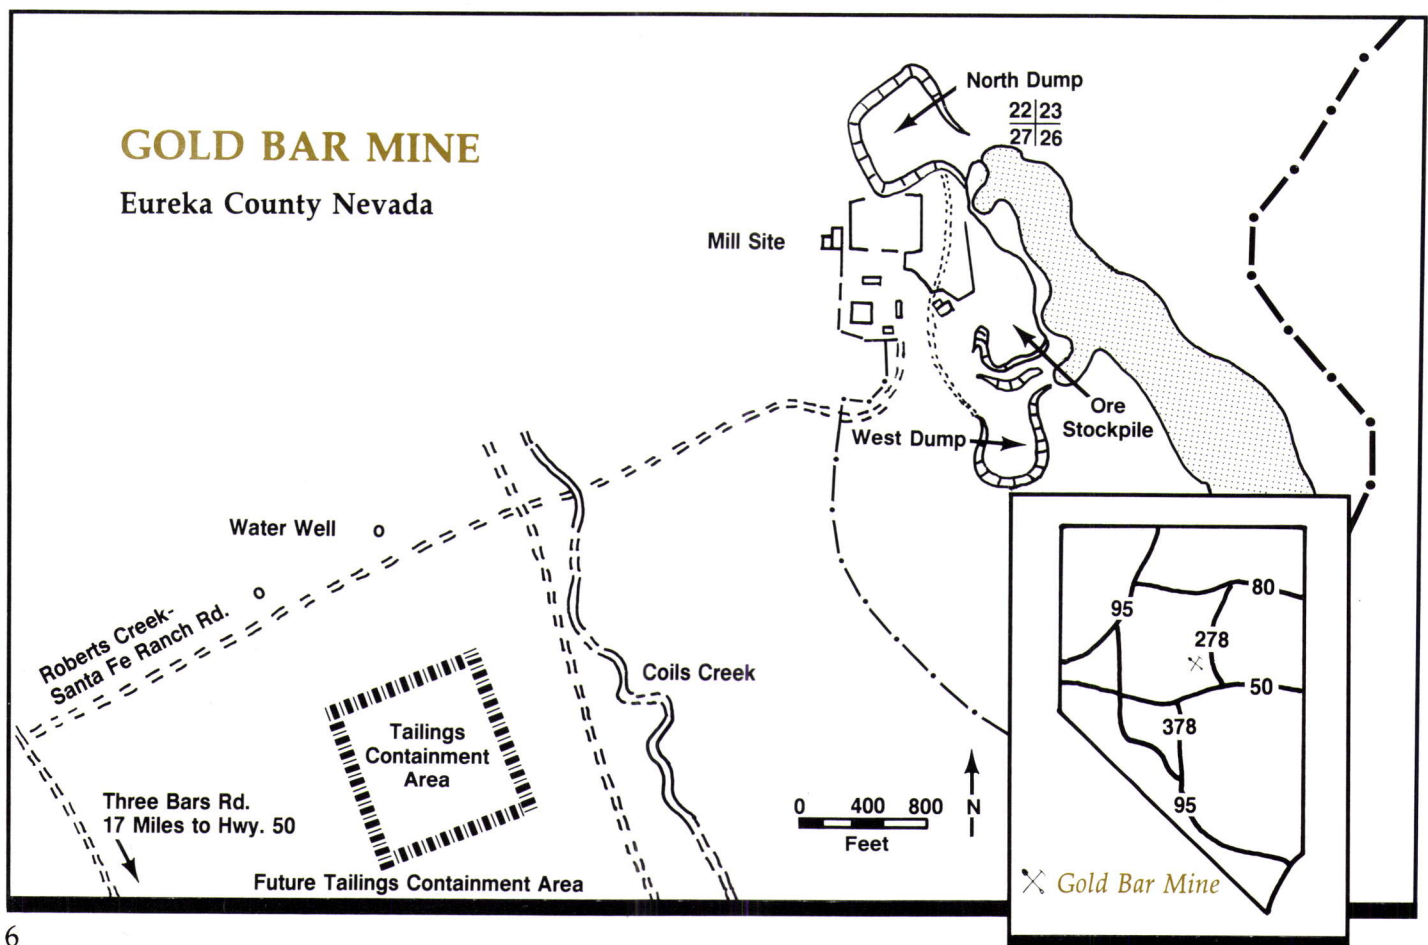 GOLD BAR MINE
Eureka County Nevada
North Dump
22 23
27 26
Mill Site
Ore
Stockpile
West Dump
Water Well
Roberts Creek-
Santa Fe Ranch Rd.
Coils Creek
Tailings
Containment
Area
Three Bars Rd.
17 Miles to Hwy. 50
Future Tailings Containment Area
0 400 800
Feet
N
80
95
278
50
378
95
Gold Bar Mine
6